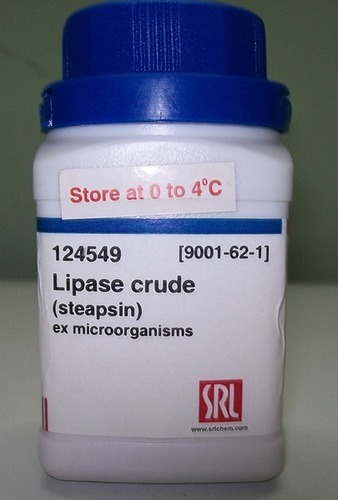 Store at 0 to 4°C
124549 [9001-62-1]
Lipase crude
(steapsin)
ex microorganisms
SRL
www.srlchem.com